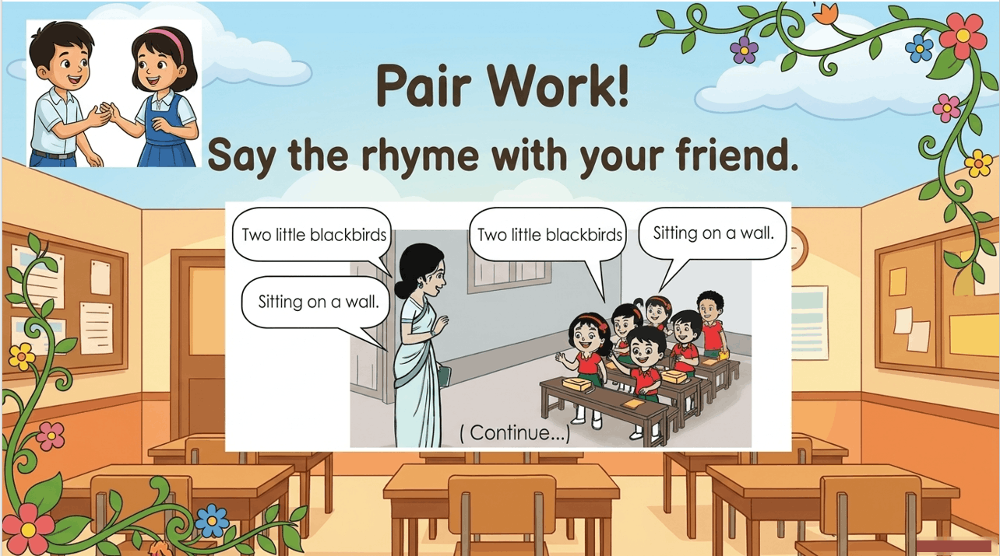 Pair Work!
Say the rhyme with your friend.
Two little blackbirds
Sitting on a wall.
Two little blackbirds
Sitting on a wall.
( Continue...)